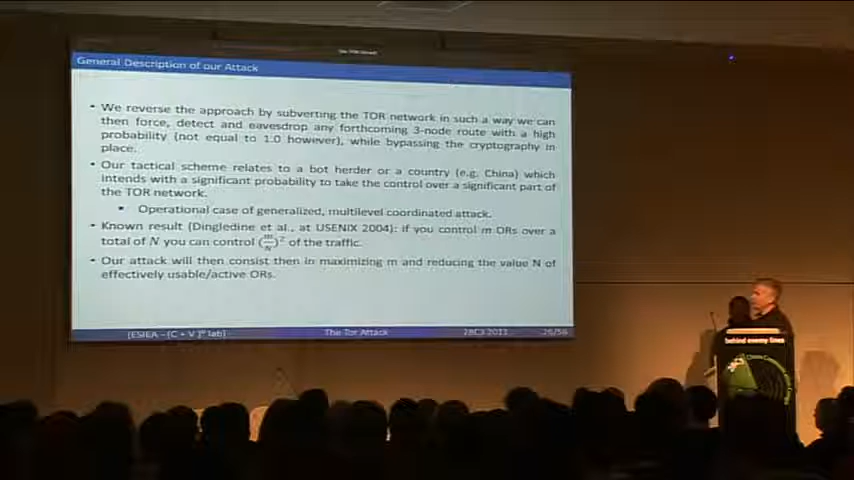 General Description of our Attack
• We reverse the approach by subverting the TOR network in such a way we can
then force, detect and eavesdrop any forthcoming 3-node route with a high
probability (not equal to 1.0 however), while bypassing the cryptography in
place.
• Our tactical scheme relates to a bot herder or a country (e.g. China) which
intends with a significant probability to take the control over a significant part of
the TOR network.
• Operational case of generalized, multilevel coordinated attack.
• Known result (Dingledine et al., at USENIX 2004): if you control m ORs over a
total of N you can control (m/N)² of the traffic.
• Our attack will then consist then in maximizing m and reducing the value N of
effectively usable/active ORs.
(ESIEA – (C + V)º lab) The Tor Attack 28C3 2011 26/56
behind enemy lines